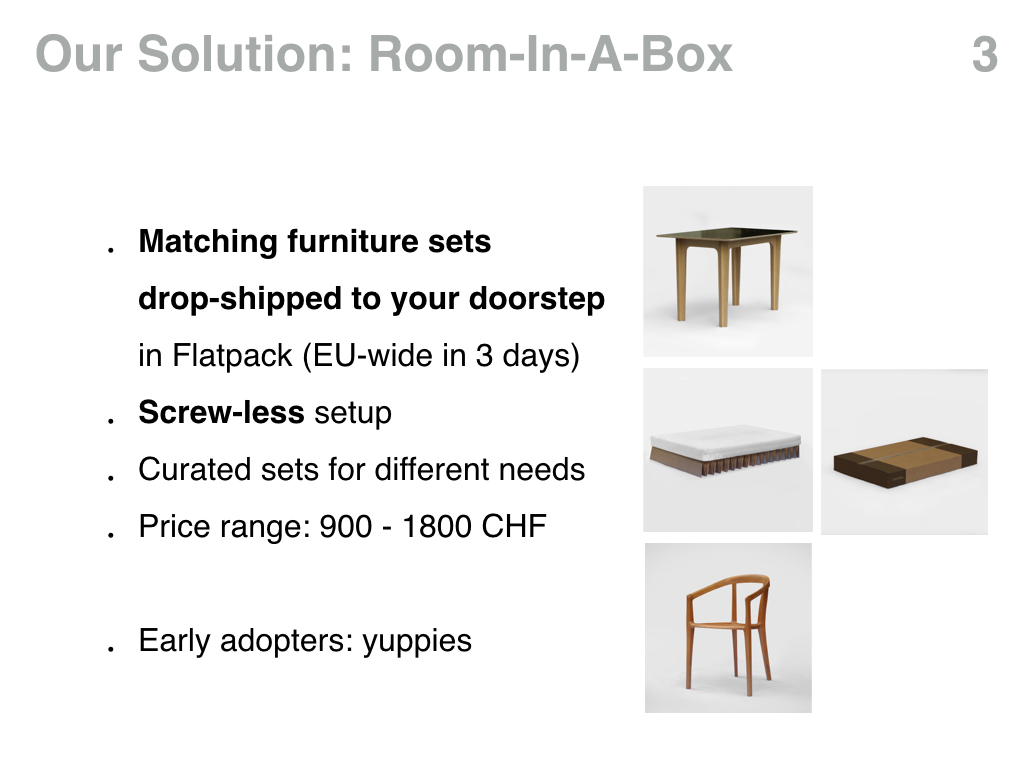 Our Solution: Room-In-A-Box 3
. Matching furniture sets
drop-shipped to your doorstep
in Flatpack (EU-wide in 3 days)
. Screw-less setup
. Curated sets for different needs
. Price range: 900 - 1800 CHF
. Early adopters: yuppies